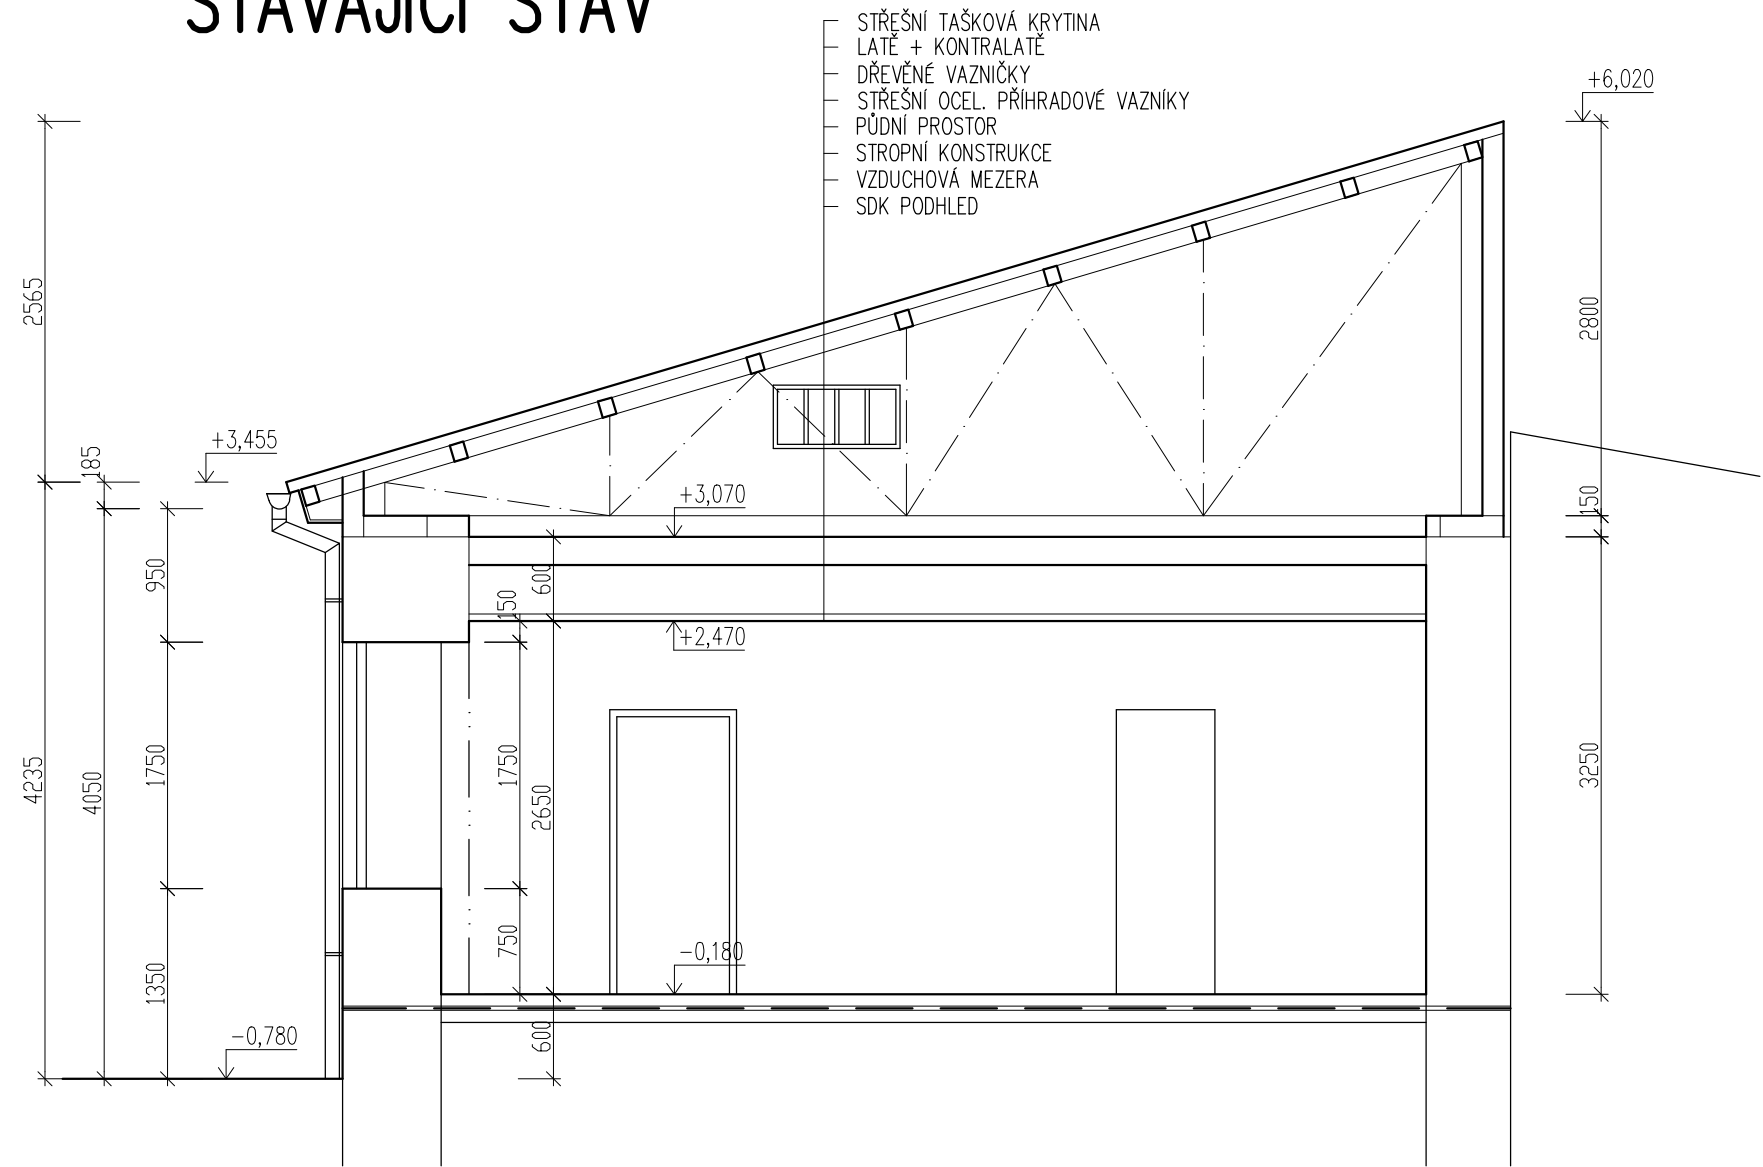 STÁVAJÍCÍ STAV
STŘEŠNÍ TAŠKOVÁ KRYTINA
LATĚ + KONTRALATĚ
DŘEVĚNÉ VAZNIČKY
STŘEŠNÍ OCEL. PŘÍHRADOVÉ VAZNÍKY
PŮDNÍ PROSTOR
STROPNÍ KONSTRUKCE
VZDUCHOVÁ MEZERA
SDK PODHLED
+6,020
2565
2800
+3,455
185
+3,070
150
950
600
150
+2,470
4235
4050
1750
1750
2650
3250
750
-0,180
1350
600
-0,780